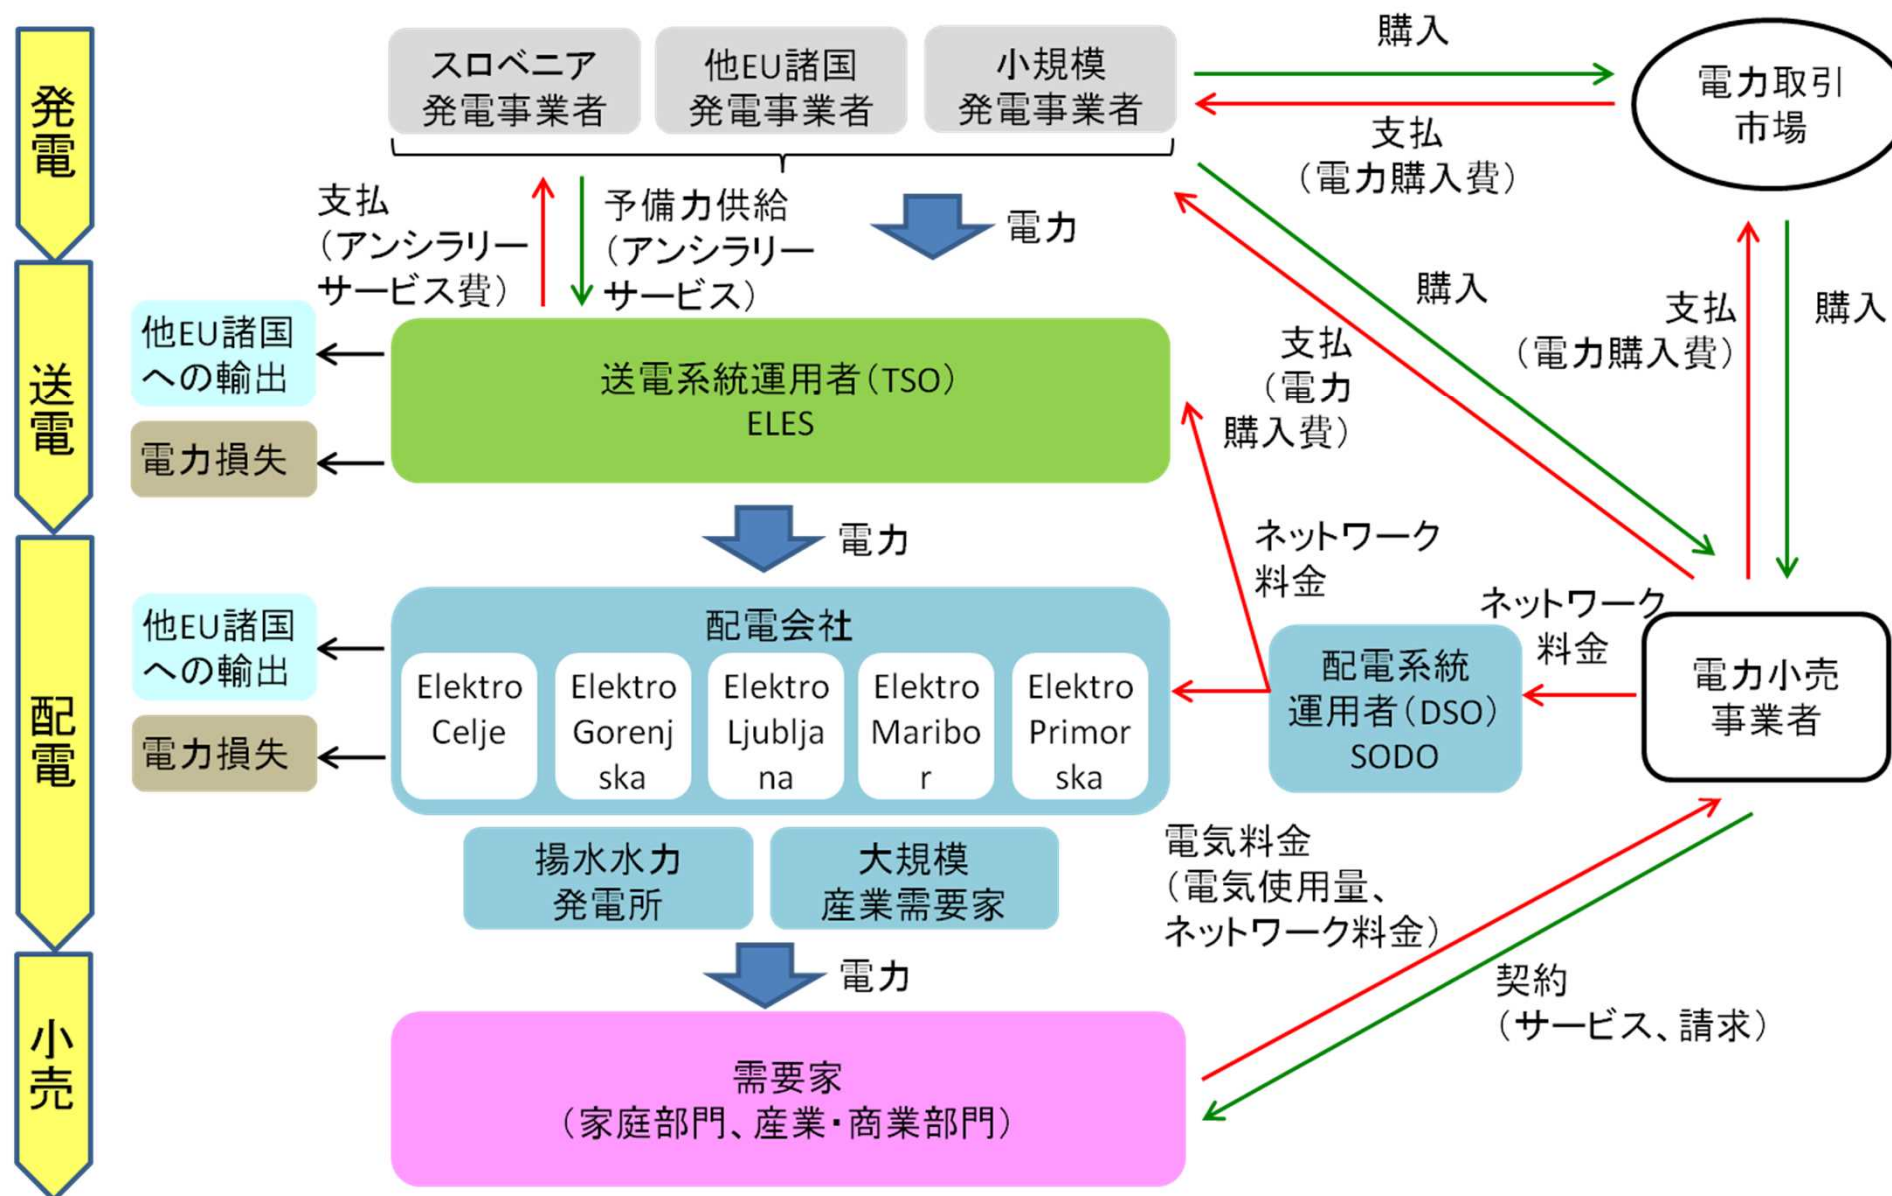 発電
スロベニア
発電事業者
他EU諸国
発電事業者
小規模
発電事業者
購入
支払
（電力購入費）
電力取引
市場
支払
（アンシラリー
サービス費）
予備力供給
（アンシラリー
サービス）
電力
購入
支払
（電力
購入費）
支払
（電力購入費）
購入
送電
他EU諸国
への輸出
電力損失
送電系統運用者（TSO）
ELES
電力
ネットワーク
料金
ネットワーク
料金
配電
他EU諸国
への輸出
電力損失
配電会社
Elektro
Celje
Elektro
Gorenj
ska
Elektro
Ljublja
na
Elektro
Maribo
r
Elektro
Primor
ska
配電系統
運用者（DSO）
SODO
電力小売
事業者
揚水水力
発電所
大規模
産業需要家
電気料金
（電気使用量、
ネットワーク料金）
電力
契約
（サービス、請求）
小売
需要家
（家庭部門、産業・商業部門）